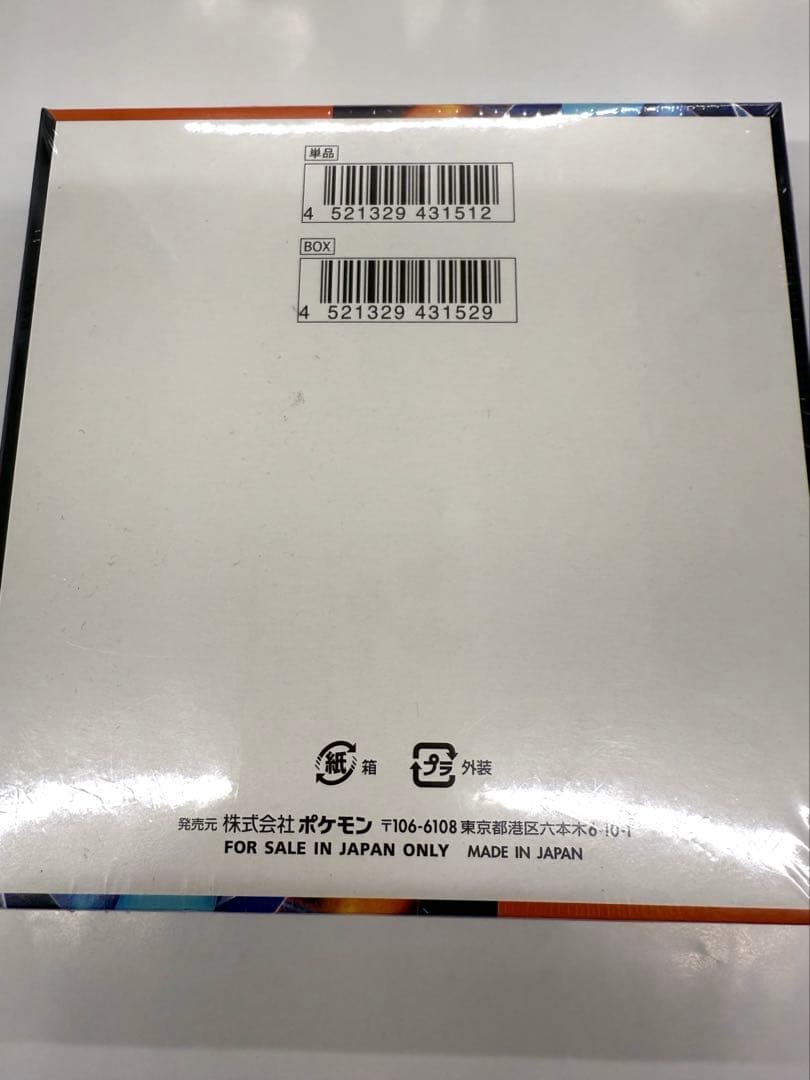 単品
4 521329 431512
BOX
4 521329 431529
紙 箱 プラ 外装
発売元 株式会社 ポケモン 〒106-6108 東京都港区六本木6-10-1
FOR SALE IN JAPAN ONLY MADE IN JAPAN